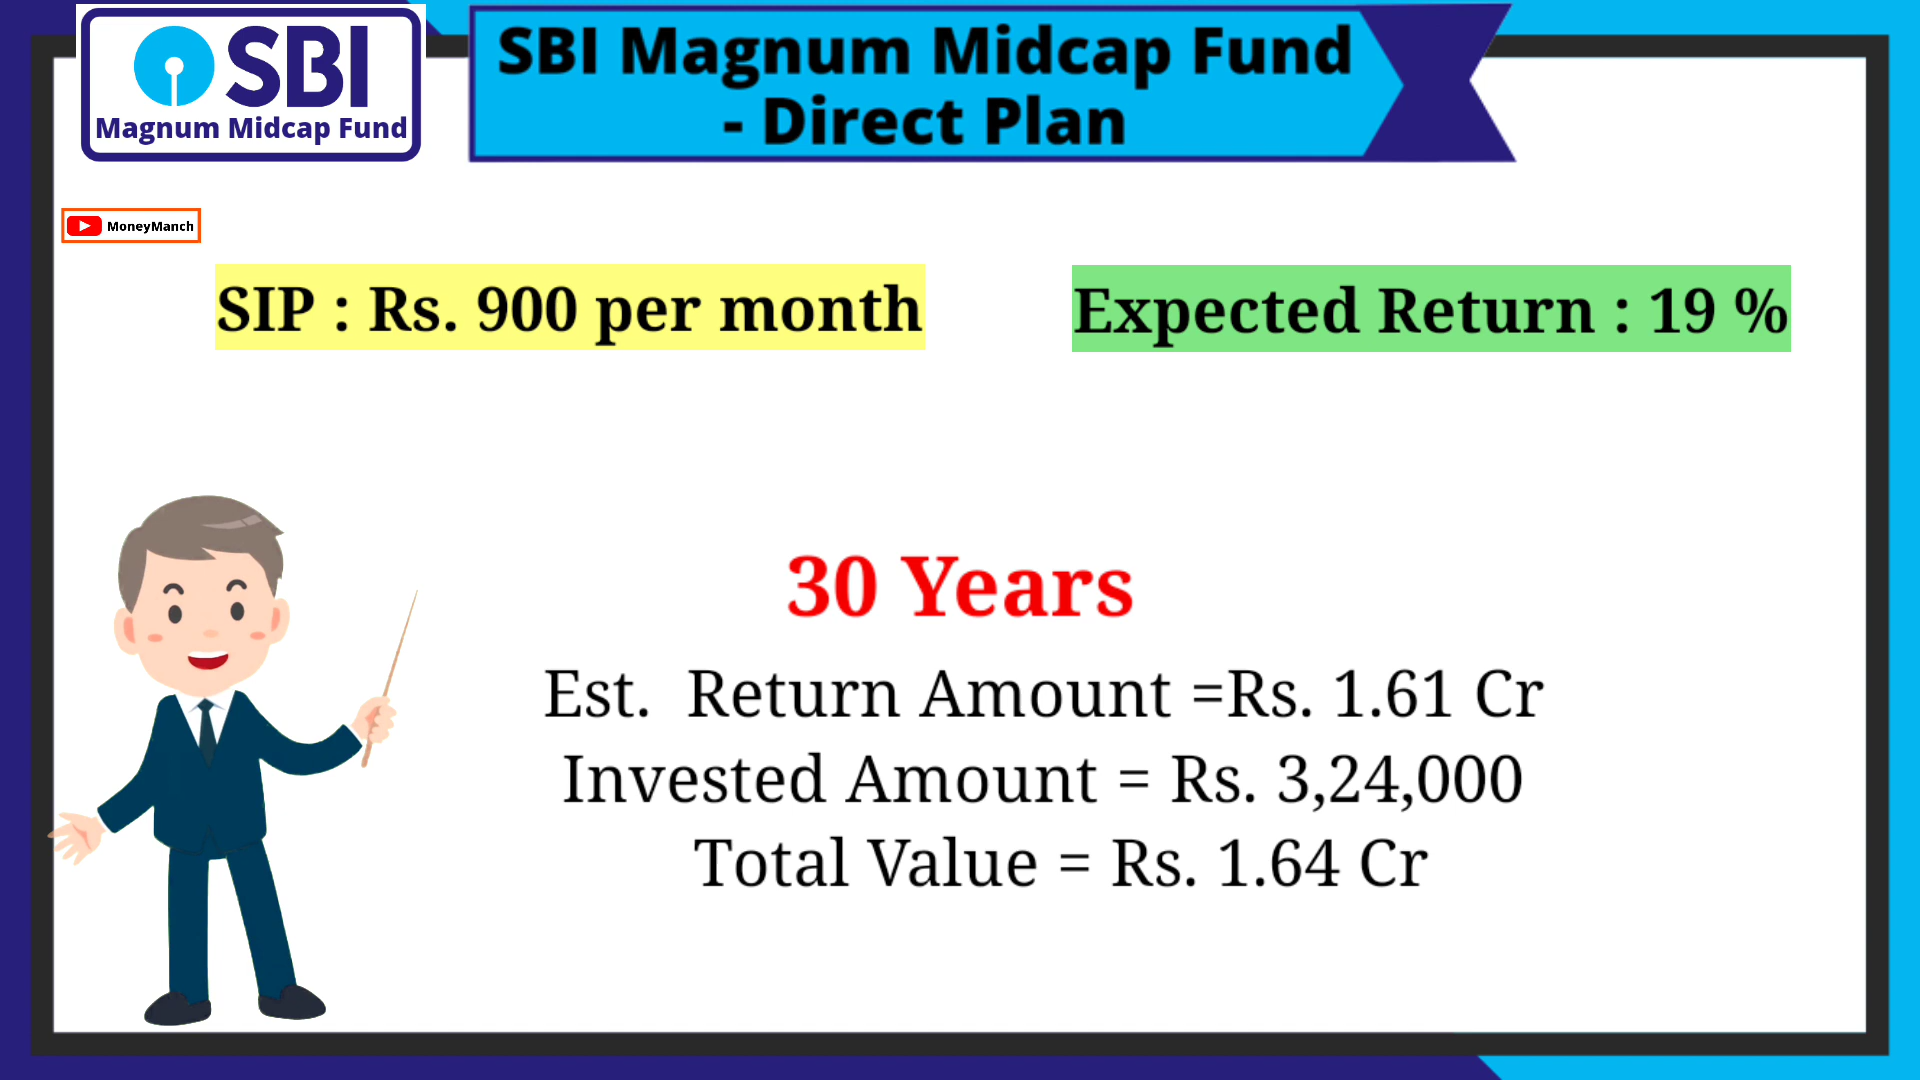 SBI
Magnum Midcap Fund
SBI Magnum Midcap Fund
- Direct Plan
MoneyManch
SIP : Rs. 900 per month
Expected Return : 19 %
30 Years
Est.  Return Amount =Rs. 1.61 Cr
Invested Amount = Rs. 3,24,000
Total Value = Rs. 1.64 Cr